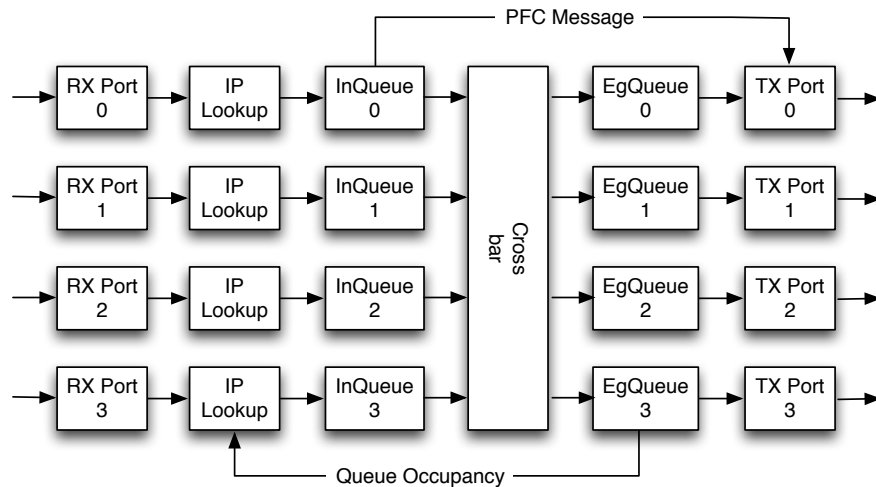 PFC Message
RX Port
0
IP
Lookup
InQueue
0
EgQueue
0
TX Port
0
RX Port
1
IP
Lookup
InQueue
1
EgQueue
1
TX Port
1
Cross
bar
RX Port
2
IP
Lookup
InQueue
2
EgQueue
2
TX Port
2
RX Port
3
IP
Lookup
InQueue
3
EgQueue
3
TX Port
3
Queue Occupancy